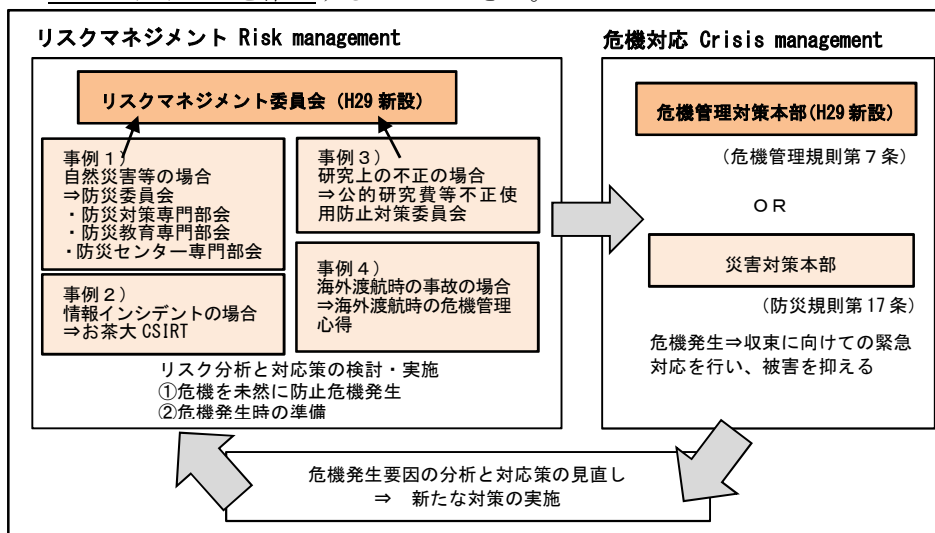 リスクマネジメント Risk management
リスクマネジメント委員会（H29 新設）
事例１）
自然災害等の場合
⇒防災委員会
・防災対策専門部会
・防災教育専門部会
・防災センター専門部会
事例２）
情報インシデントの場合
⇒お茶大 CSIRT
事例３）
研究上の不正の場合
⇒公的研究費等不正使
用防止対策委員会
事例４）
海外渡航時の事故の場合
⇒海外渡航時の危機管理
心得
リスク分析と対応策の検討・実施
①危機を未然に防止危機発生
②危機発生時の準備
危機対応 Crisis management
危機管理対策本部(H29 新設）
（危機管理規則第７条）
ＯＲ
災害対策本部
（防災規則第 17 条）
危機発生⇒収束に向けての緊急
対応を行い、被害を抑える
危機発生要因の分析と対応策の見直し
⇒　新たな対策の実施